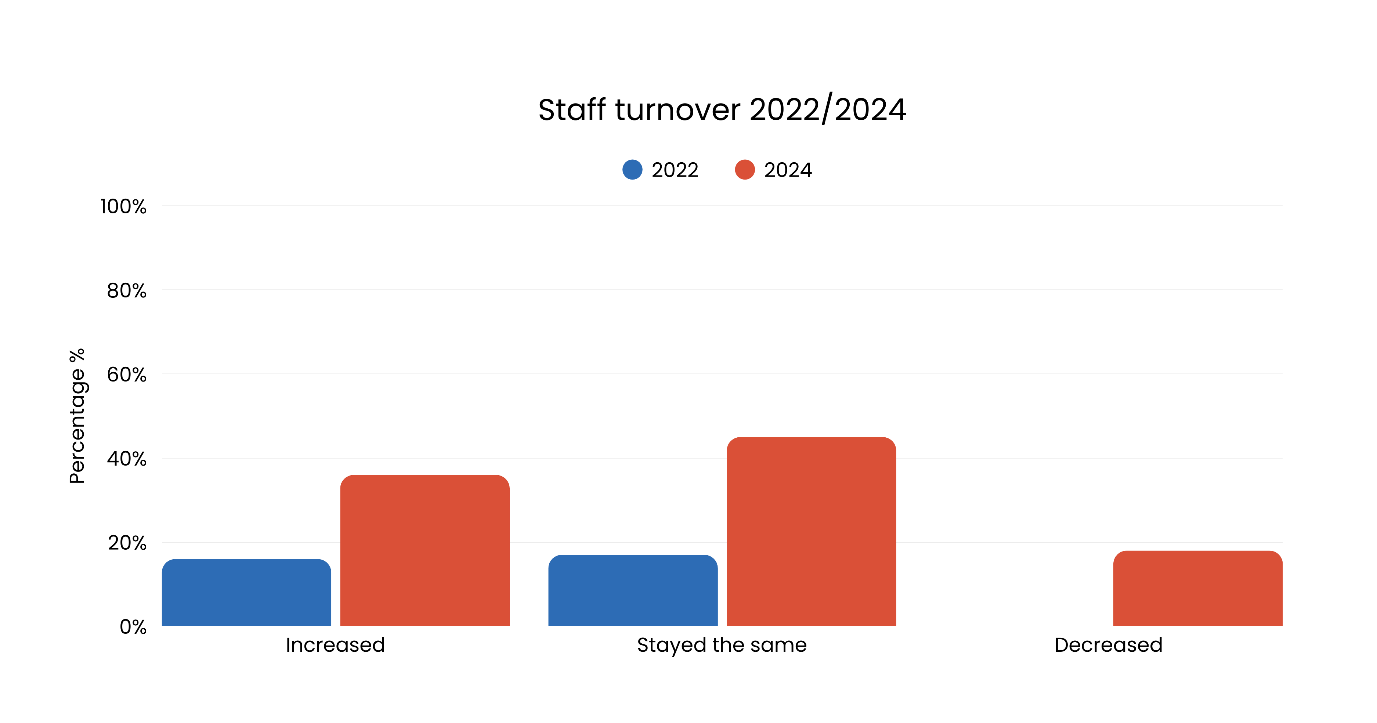 Staff turnover 2022/2024
2022 2024
100%
80%
60%
40%
20%
0%
Percentage %
Increased Stayed the same Decreased